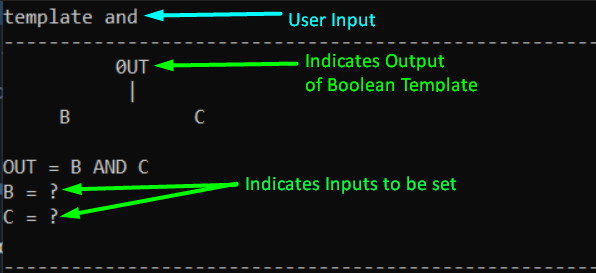 template and
User Input
--------------------------------------------------
0UT
Indicates Output
of Boolean Template
|
B C
OUT = B AND C
B = ?
Indicates Inputs to be set
C = ?
--------------------------------------------------